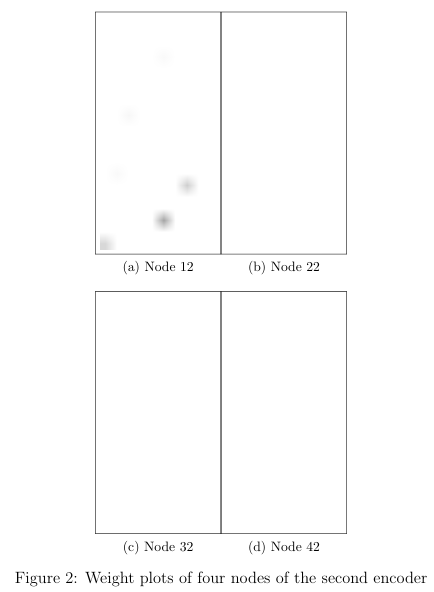 (a) Node 12
(b) Node 22
(c) Node 32
(d) Node 42
Figure 2: Weight plots of four nodes of the second encoder